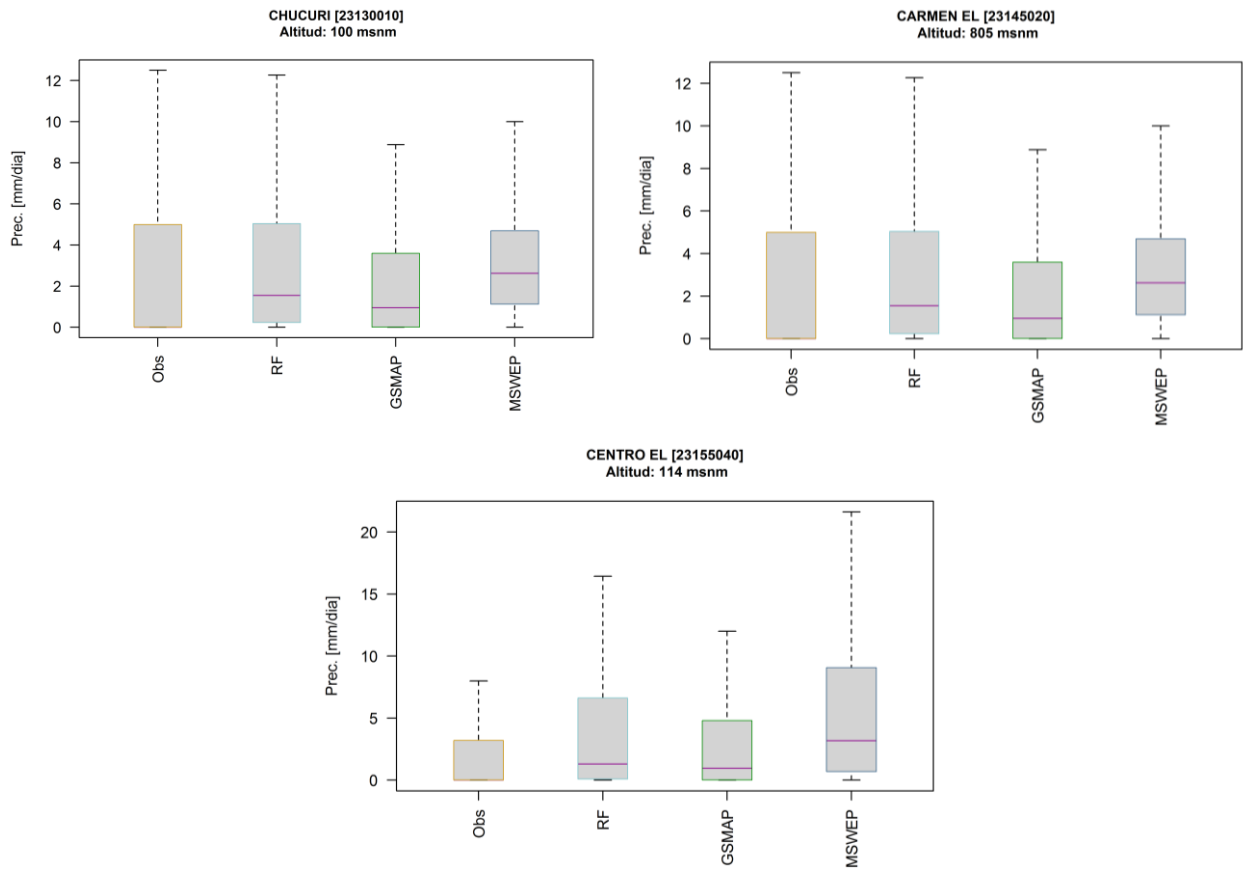 CHUCURI [23130010]
Altitud: 100 msnm
Prec. [mm/dia]
12
10
8
6
4
2
0
Obs
RF
GSMAP
MSWEP
CARMEN EL [23145020]
Altitud: 805 msnm
Prec. [mm/dia]
12
10
8
6
4
2
0
Obs
RF
GSMAP
MSWEP
CENTRO EL [23155040]
Altitud: 114 msnm
Prec. [mm/dia]
20
15
10
5
0
Obs
RF
GSMAP
MSWEP